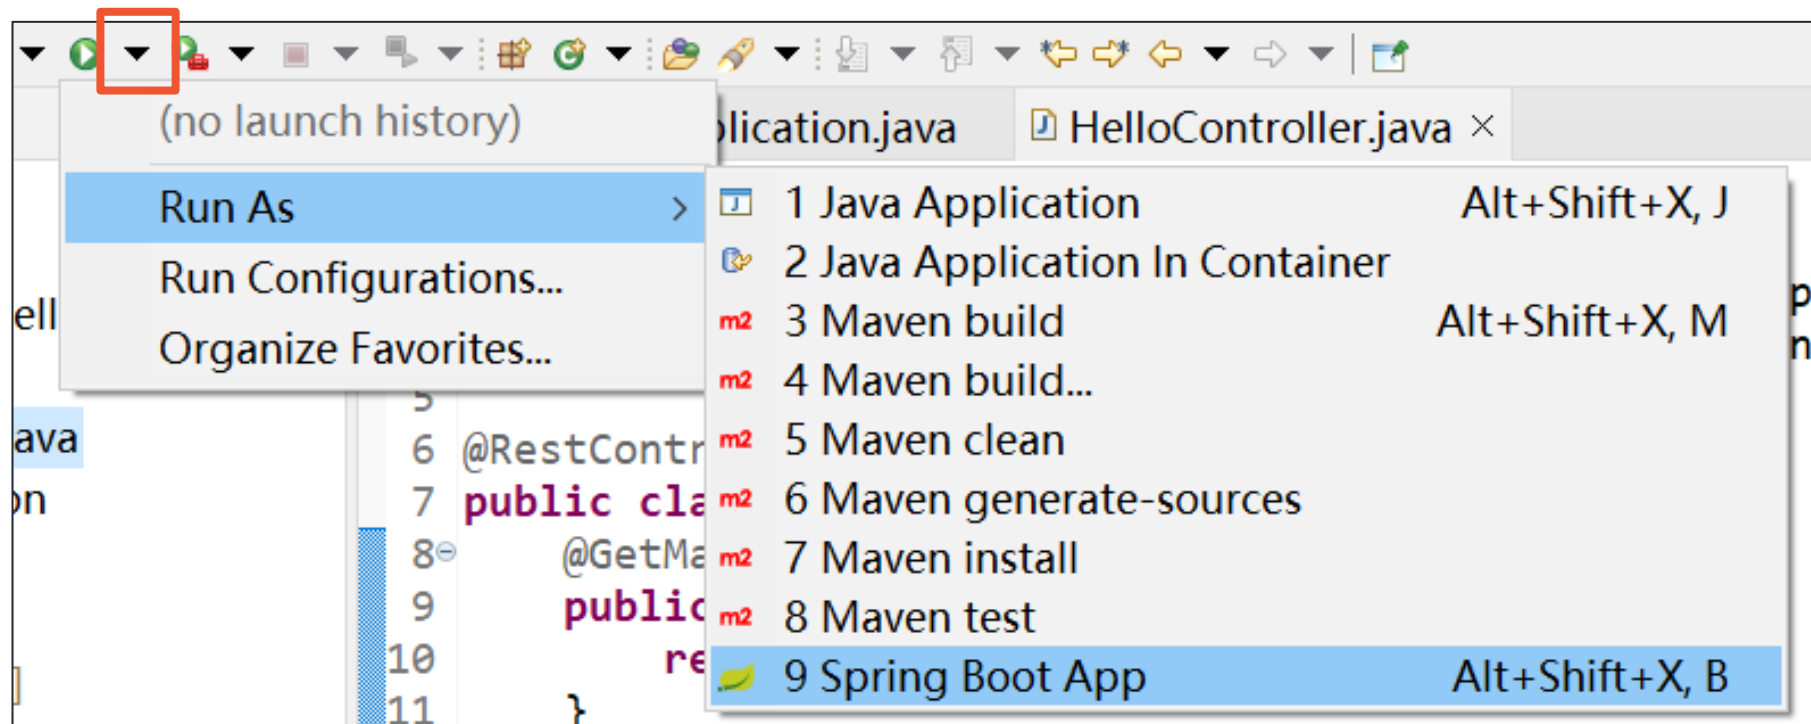 (no launch history)
plication.java
HelloController.java
Run As
Run Configurations...
Organize Favorites...
1 Java Application Alt+Shift+X, J
2 Java Application In Container
3 Maven build Alt+Shift+X, M
4 Maven build...
5 Maven clean
6 Maven generate-sources
7 Maven install
8 Maven test
9 Spring Boot App Alt+Shift+X, B
ell
ava
on
5
6 @RestContr
7 public cla
8 @GetMa
9 public
10 re
11 }